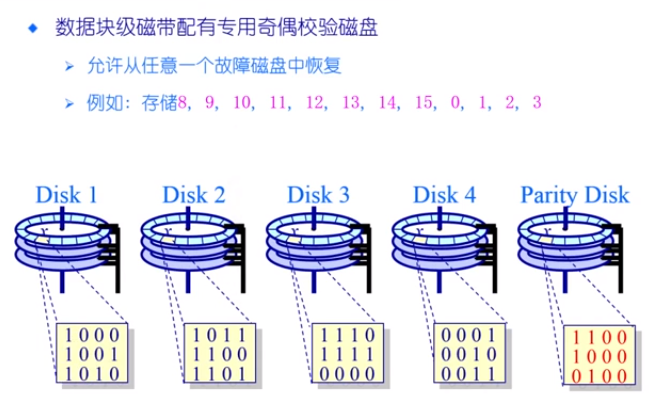 数据块级磁带配有专用奇偶校验磁盘
允许从任意一个故障磁盘中恢复
例如：存储8, 9, 10, 11, 12, 13, 14, 15, 0, 1, 2, 3
Disk 1 Disk 2 Disk 3 Disk 4 Parity Disk
1 0 0 0 1 0 1 1 1 1 1 0 0 0 0 1 1 1 0 0
1 0 0 1 1 1 0 0 1 1 1 1 0 0 1 0 1 0 0 0
1 0 1 0 1 1 0 1 0 0 0 0 0 0 1 1 0 1 0 0